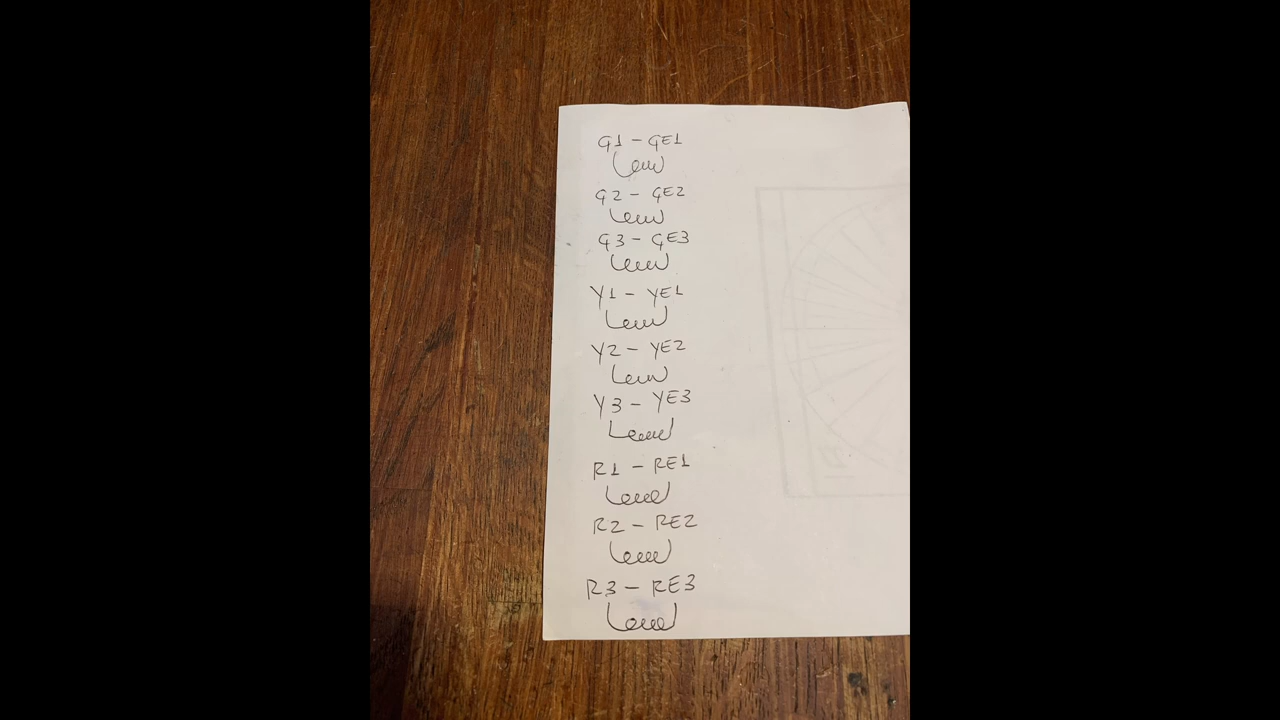 G1 - GE1
G2 - GE2
G3 - GE3
Y1 - YE1
Y2 - YE2
Y3 - YE3
R1 - RE1
R2 - RE2
R3 - RE3